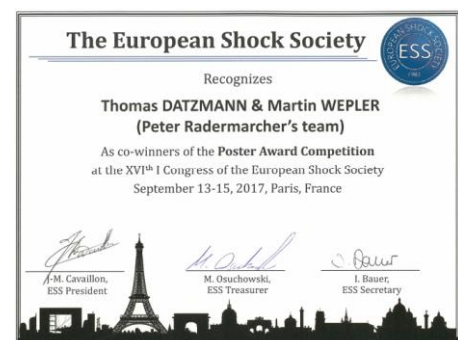 The European Shock Society
EUROPEAN SHOCK SOCIETY
ESS
Recognizes
Thomas DATZMANN & Martin WEPLER
(Peter Radermarcher's team)
As co-winners of the Poster Award Competition
at the XVIth I Congress of the European Shock Society
September 13-15, 2017, Paris, France
J-M. Cavaillon,
ESS President
M. Osuchowski,
ESS Treasurer
I. Bauer,
ESS Secretary